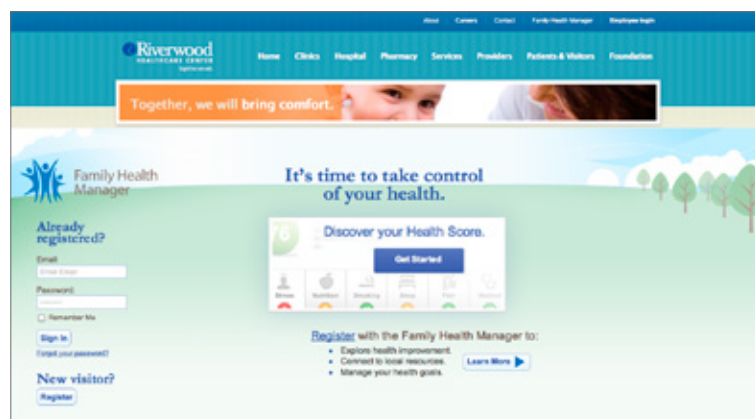 About Careers Contact Family Health Manager Employee login
Riverwood
HEALTHCARE CENTER
Home Clinics Hospital Pharmacy Services Providers Patients & Visitors Foundation
Together, we will bring comfort.
Family Health
Manager
It's time to take control
of your health.
Already
registered?
Email:
Enter Email
Password:
Remember Me
Sign In
Forgot your password?
New visitor?
Register
76
Discover your Health Score.
Get Started
Stress Nutrition Smoking Sleep Pain Medical
Register with the Family Health Manager to:
• Explore health improvement.
• Connect to local resources.
• Manage your health goals.
Learn More